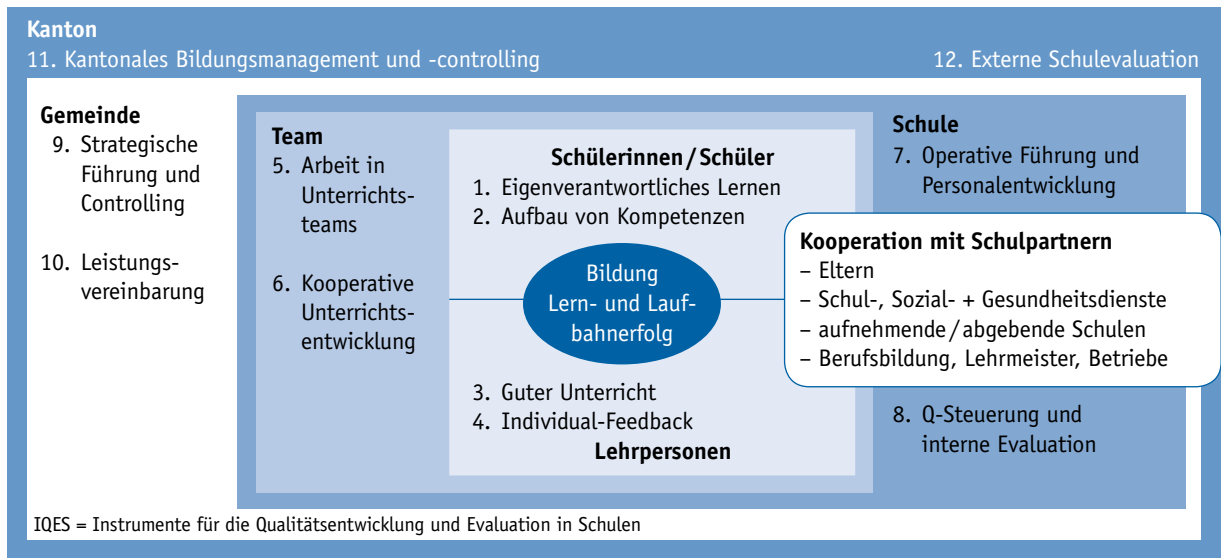 Kanton
11. Kantonales Bildungsmanagement und -controlling
12. Externe Schulevaluation
Gemeinde
9. Strategische
Führung und
Controlling
10. Leistungs-
vereinbarung
Team
5. Arbeit in
Unterrichts-
teams
6. Kooperative
Unterrichts-
entwicklung
Schülerinnen / Schüler
1. Eigenverantwortliches Lernen
2. Aufbau von Kompetenzen
Bildung
Lern- und Lauf-
bahnerfolg
3. Guter Unterricht
4. Individual-Feedback
Lehrpersonen
Schule
7. Operative Führung und
Personalentwicklung
Kooperation mit Schulpartnern
– Eltern
– Schul-, Sozial- + Gesundheitsdienste
– aufnehmende / abgebende Schulen
– Berufsbildung, Lehrmeister, Betriebe
8. Q-Steuerung und
interne Evaluation
IQES = Instrumente für die Qualitätsentwicklung und Evaluation in Schulen